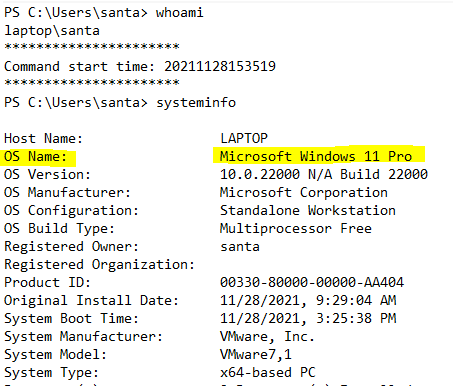 PS C:\Users\santa> whoami
laptop\santa
**********************
Command start time: 20211128153519
**********************
PS C:\Users\santa> systeminfo
Host Name: LAPTOP
OS Name: Microsoft Windows 11 Pro
OS Version: 10.0.22000 N/A Build 22000
OS Manufacturer: Microsoft Corporation
OS Configuration: Standalone Workstation
OS Build Type: Multiprocessor Free
Registered Owner: santa
Registered Organization:
Product ID: 00330-80000-00000-AA404
Original Install Date: 11/28/2021, 9:29:04 AM
System Boot Time: 11/28/2021, 3:25:38 PM
System Manufacturer: VMware, Inc.
System Model: VMware7,1
System Type: x64-based PC